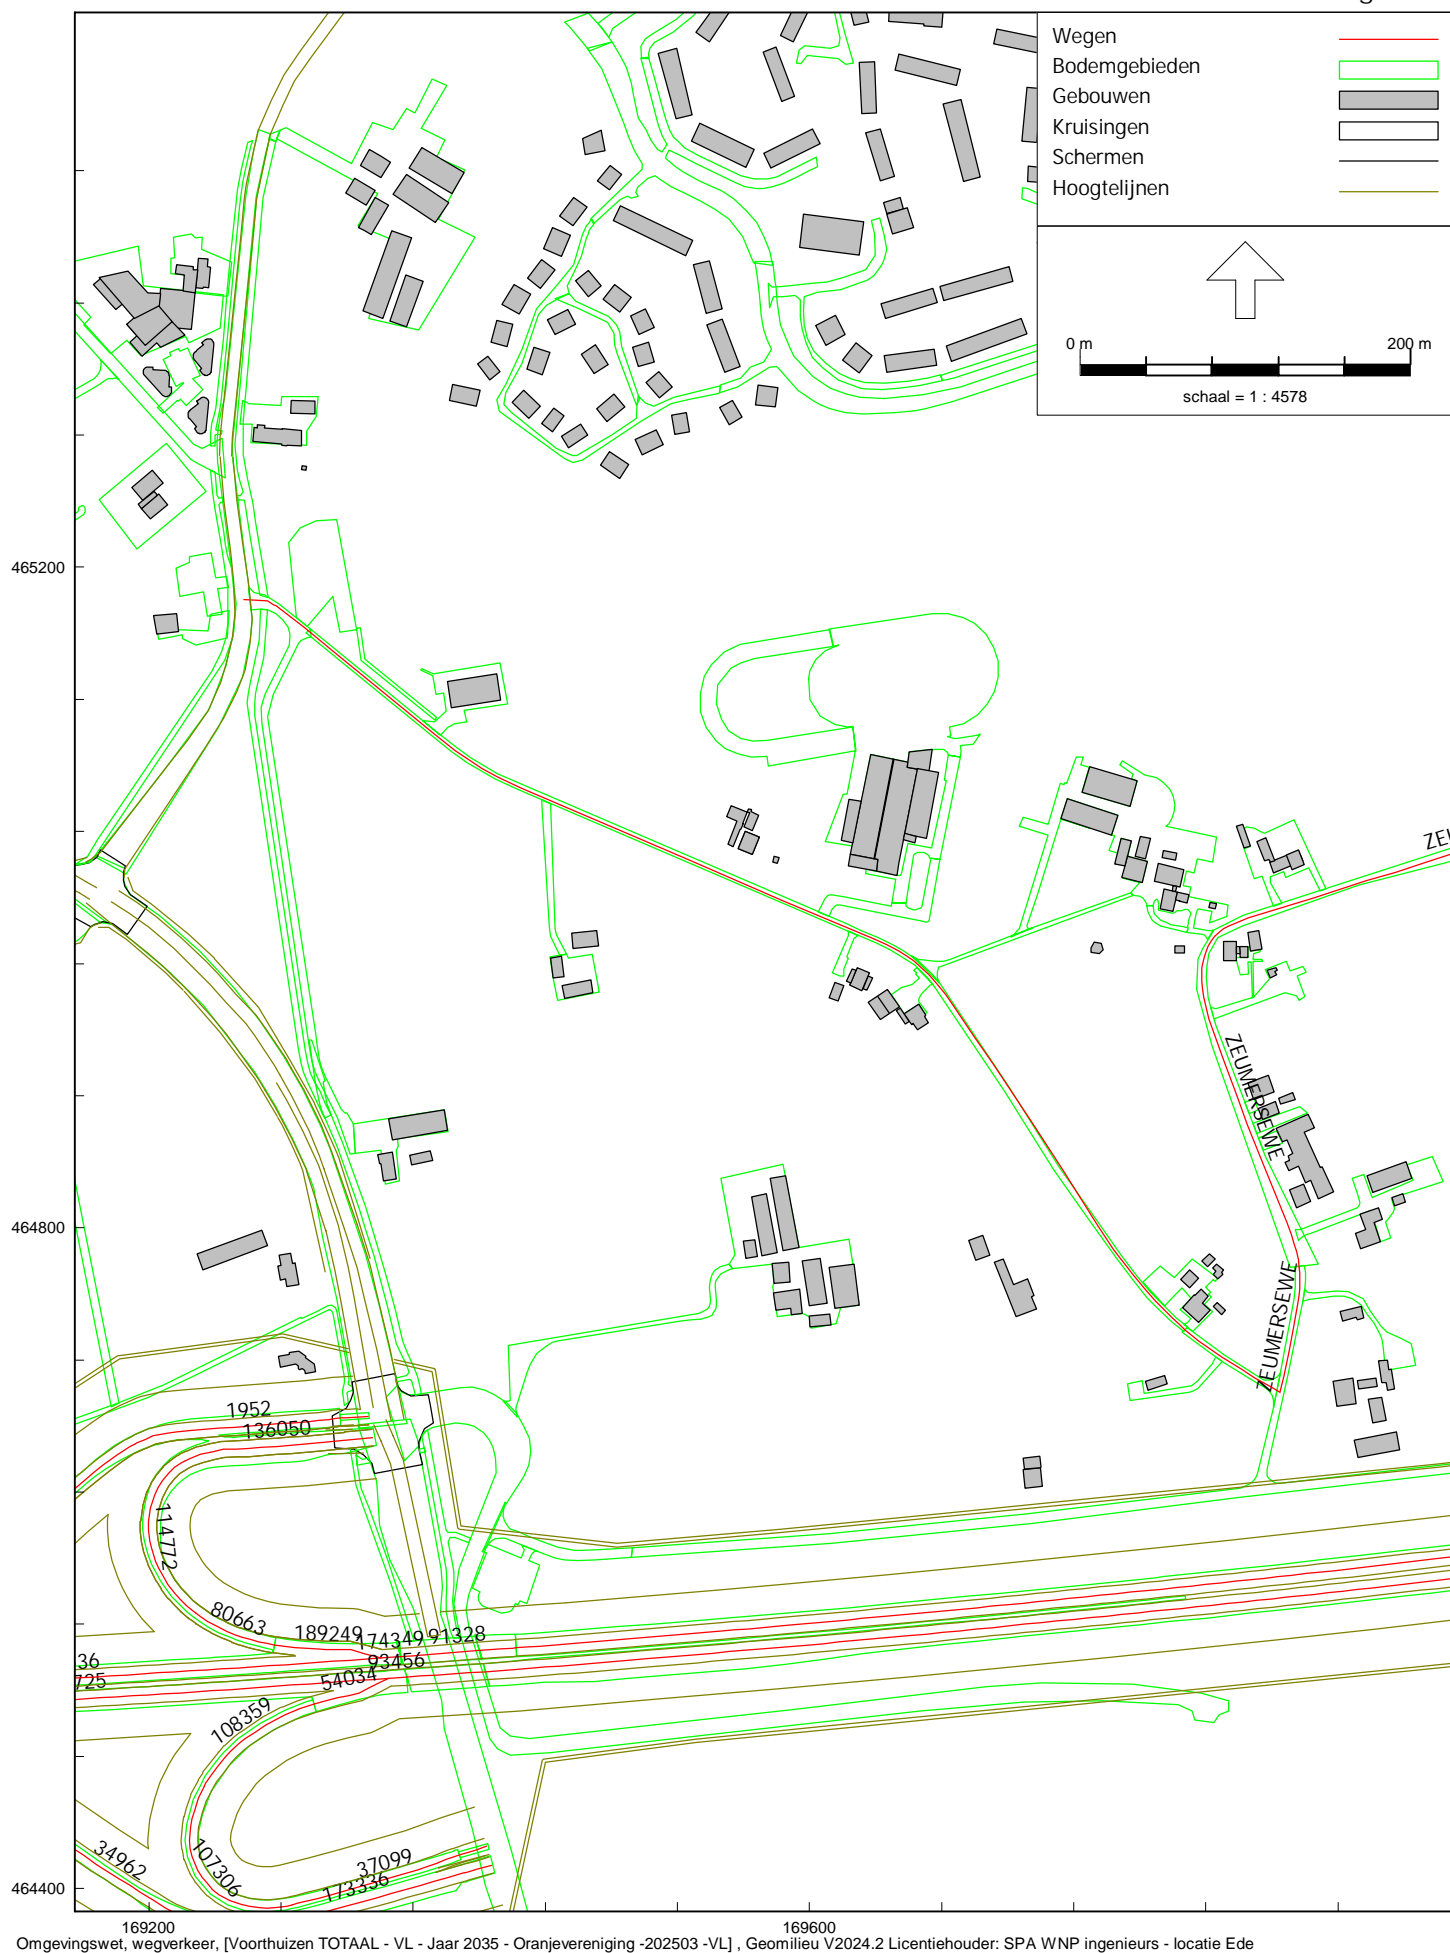 Wegen
Bodemgebieden
Gebouwen
Kruisingen
Schermen
Hoogtelijnen
0 m 200 m
schaal = 1 : 4578
465200
ZEUMERSEWE
464800
ZEUMERSEWE
1952
136050
114772
80663
189249
174349
91328
36
93456
725
54034
108359
34962
107306
37099
173336
464400
169200 169600
Omgevingswet, wegverkeer, [Voorthuizen TOTAAL - VL - Jaar 2035 - Oranjevereniging -202503 -VL] , Geomilieu V2024.2 Licentiehouder: SPA WNP ingenieurs - locatie Ede